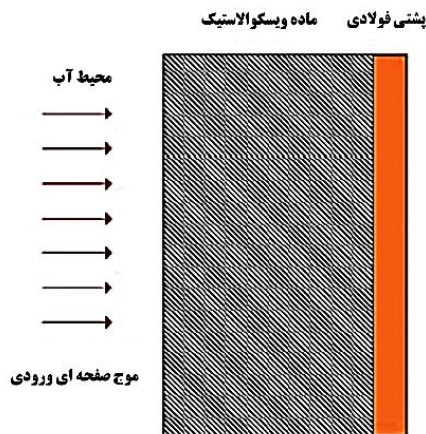 پشتی فولادی
ماده ویسکوالاستیک
محیط آب
موج صفحه ای ورودی